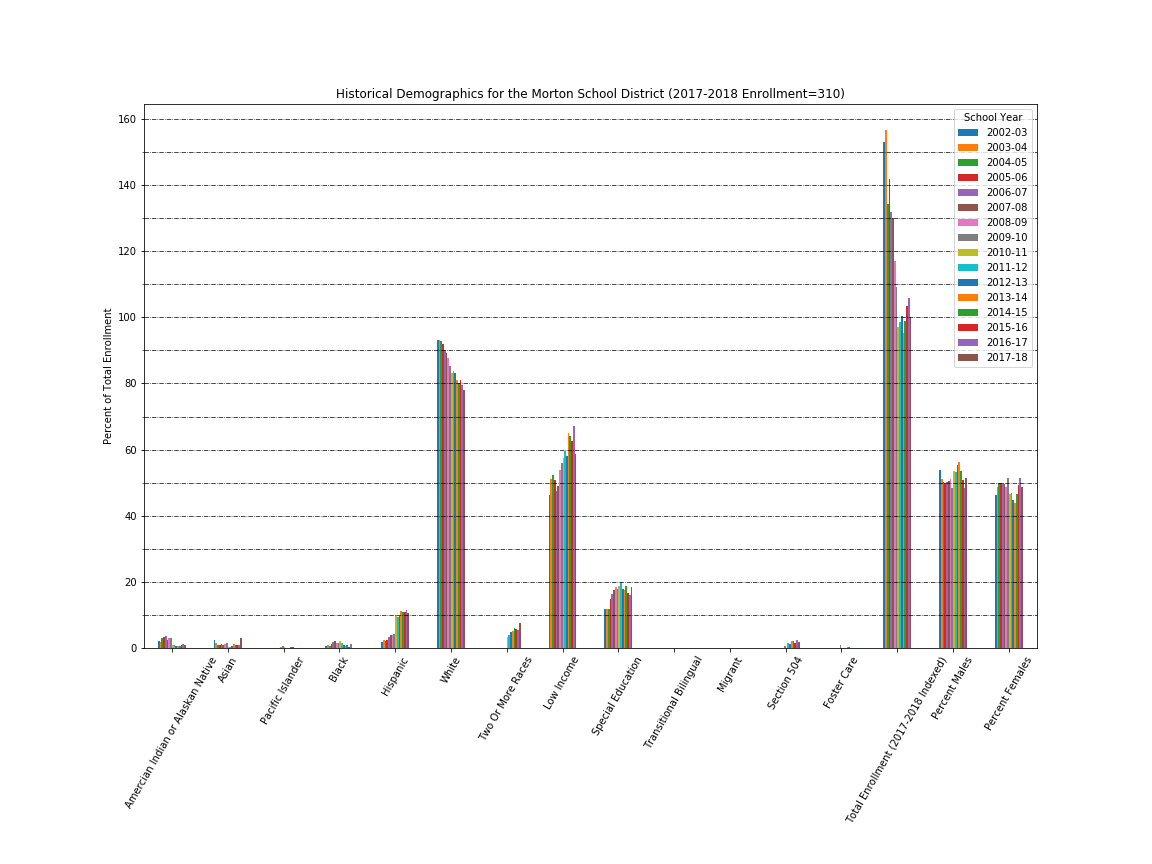 Historical Demographics for the Morton School District (2017-2018 Enrollment=310)
Percent of Total Enrollment
160
140
120
100
80
60
40
20
0
School Year
2002-03
2003-04
2004-05
2005-06
2006-07
2007-08
2008-09
2009-10
2010-11
2011-12
2012-13
2013-14
2014-15
2015-16
2016-17
2017-18
Amercian Indian or Alaskan Native
Asian
Pacific Islander
Black
Hispanic
White
Two Or More Races
Low Income
Special Education
Transitional Bilingual
Migrant
Section 504
Foster Care
Total Enrollment (2017-2018 Indexed)
Percent Males
Percent Females